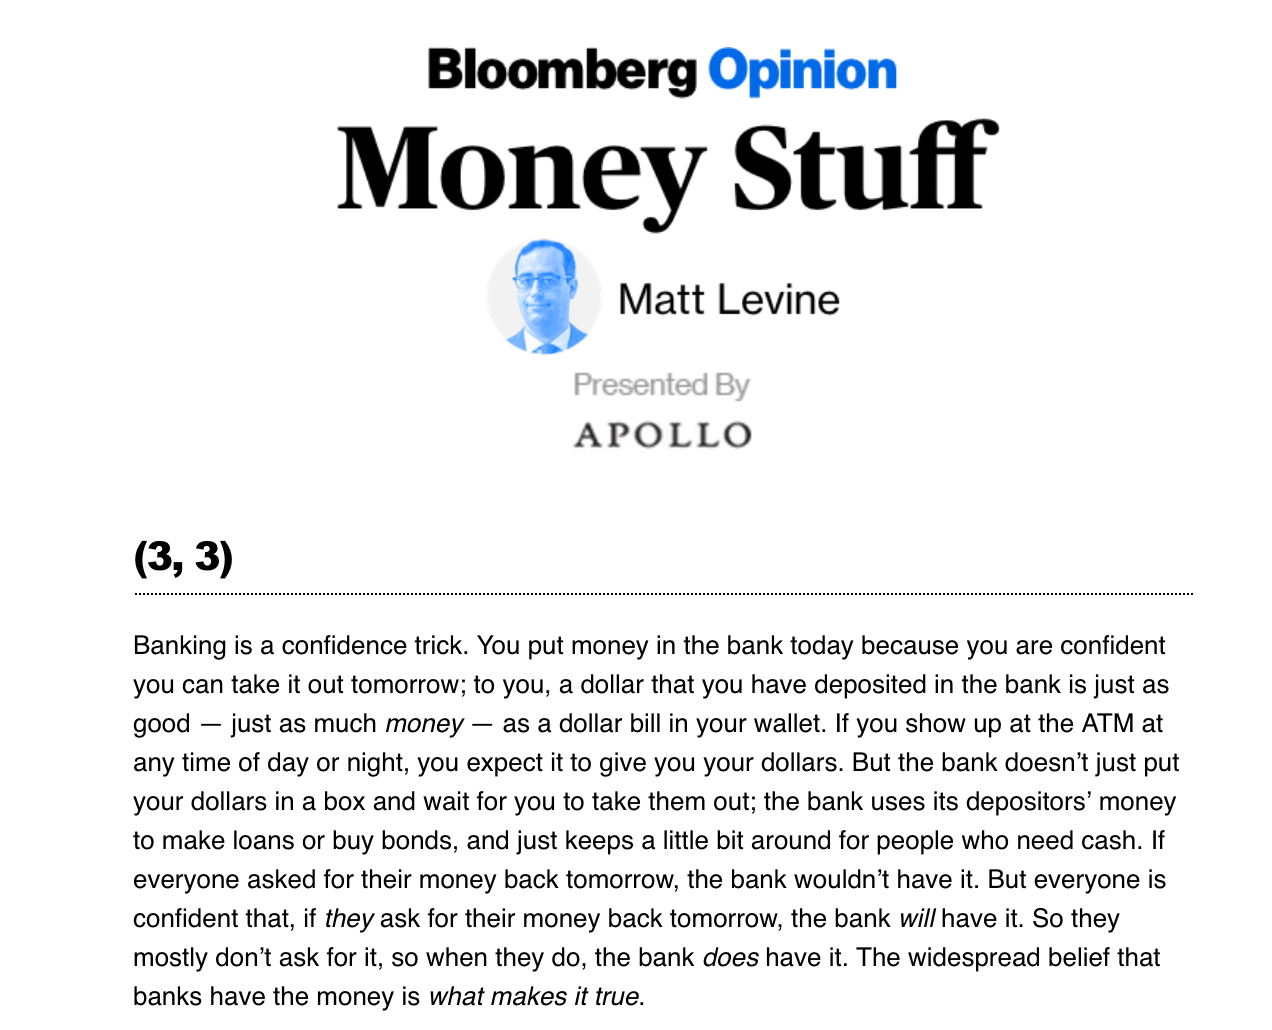 Bloomberg Opinion
Money Stuff
Matt Levine
Presented By
APOLLO
(3, 3)
Banking is a confidence trick. You put money in the bank today because you are confident
you can take it out tomorrow; to you, a dollar that you have deposited in the bank is just as
good — just as much money — as a dollar bill in your wallet. If you show up at the ATM at
any time of day or night, you expect it to give you your dollars. But the bank doesn’t just put
your dollars in a box and wait for you to take them out; the bank uses its depositors’ money
to make loans or buy bonds, and just keeps a little bit around for people who need cash. If
everyone asked for their money back tomorrow, the bank wouldn’t have it. But everyone is
confident that, if they ask for their money back tomorrow, the bank will have it. So they
mostly don’t ask for it, so when they do, the bank does have it. The widespread belief that
banks have the money is what makes it true.